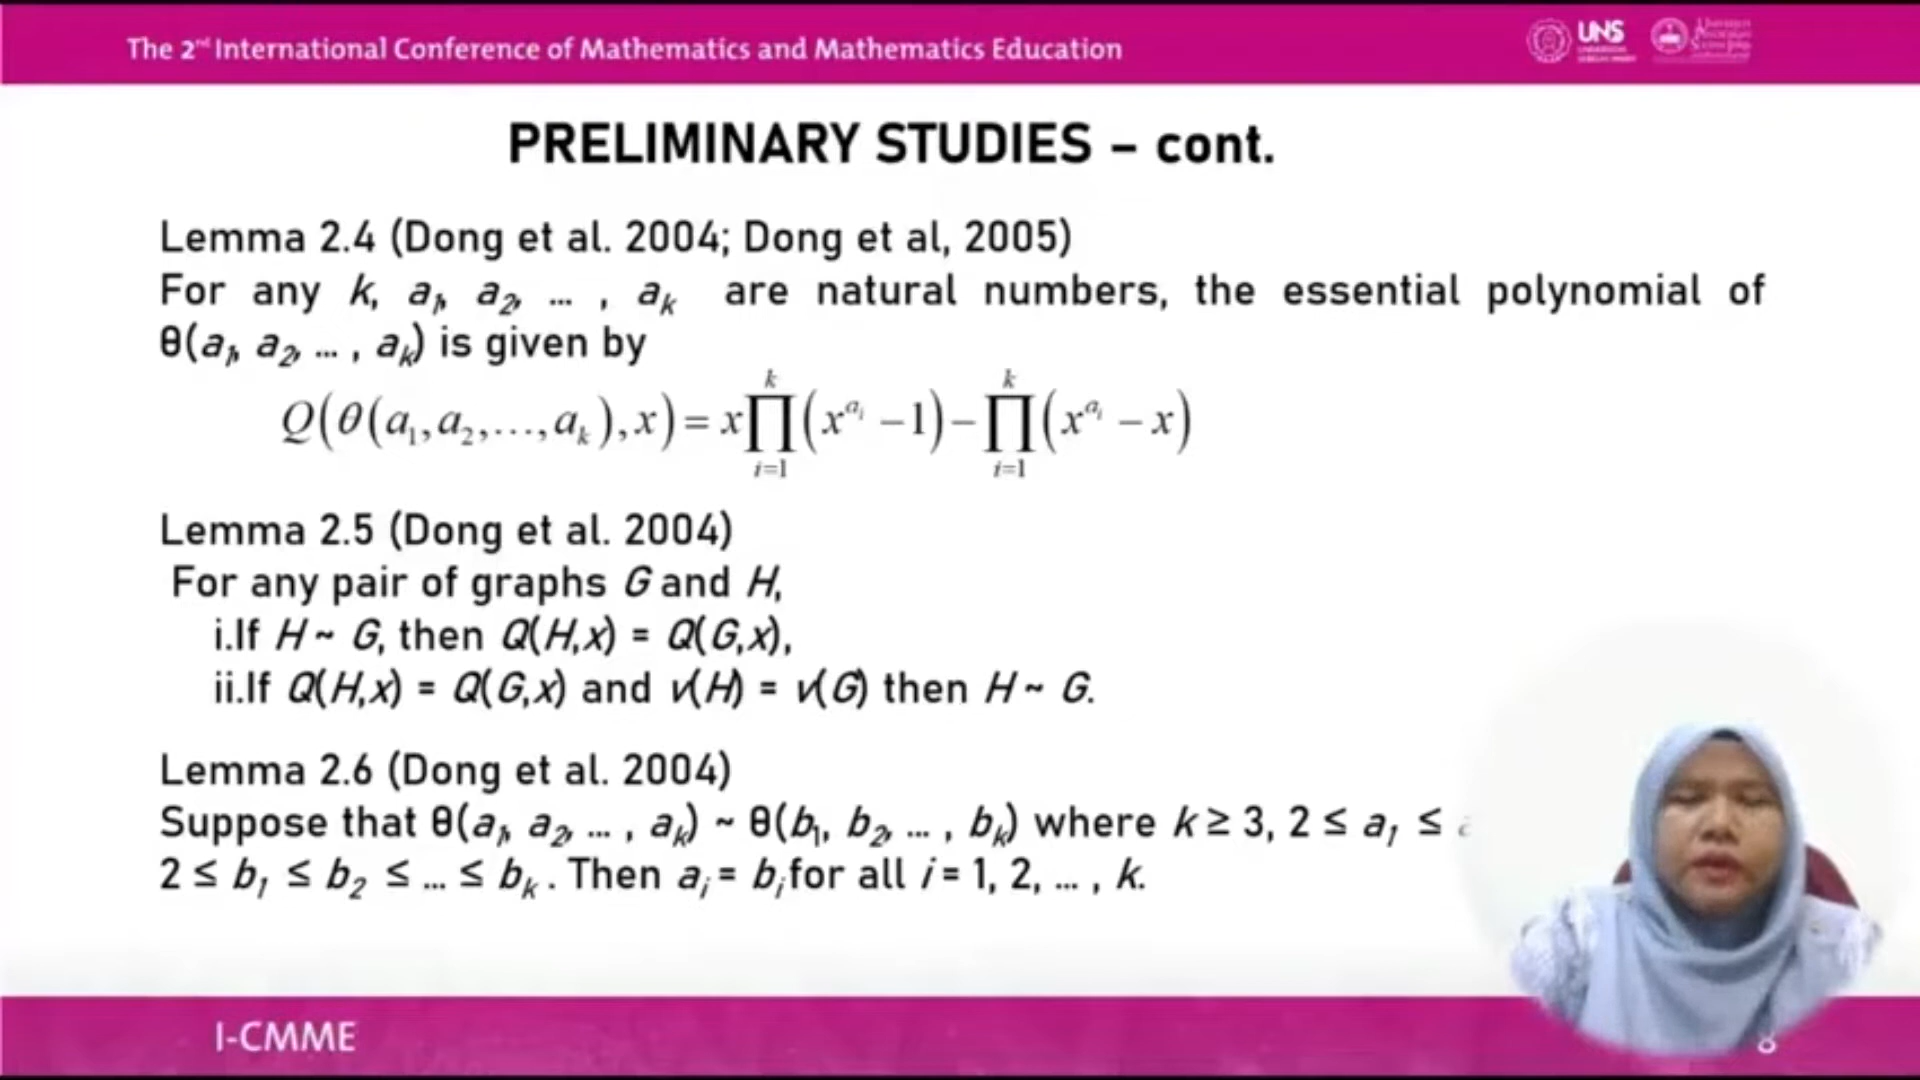 The 2nd International Conference of Mathematics and Mathematics Education
UNS
PRELIMINARY STUDIES – cont.
Lemma 2.4 (Dong et al. 2004; Dong et al, 2005)
For any k, a₁, a₂, ... , aₖ are natural numbers, the essential polynomial of
θ(a₁, a₂, ... , aₖ) is given by
Q(θ(a₁,a₂,...,aₖ),x) = x∏ᵢ₌₁ᵏ(x^{aᵢ} −1) − ∏ᵢ₌₁ᵏ(x^{aᵢ} − x)
Lemma 2.5 (Dong et al. 2004)
For any pair of graphs G and H,
i.If H ~ G, then Q(H,x) = Q(G,x),
ii.If Q(H,x) = Q(G,x) and v(H) = v(G) then H ~ G.
Lemma 2.6 (Dong et al. 2004)
Suppose that θ(a₁, a₂, ... , aₖ) ~ θ(b₁, b₂, ... , bₖ) where k ≥ 3, 2 ≤ a₁ ≤
2 ≤ b₁ ≤ b₂ ≤ ... ≤ bₖ . Then aᵢ = bᵢ for all i = 1, 2, ... , k.
I-CMME
8